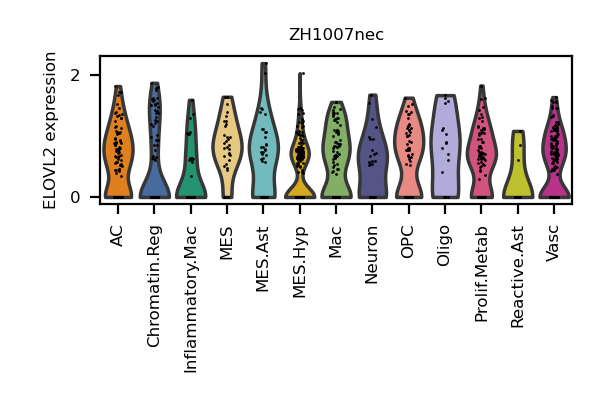 ZH1007nec
ELOVL2 expression
2
0
AC
Chromatin.Reg
Inflammatory.Mac
MES
MES.Ast
MES.Hyp
Mac
Neuron
OPC
Oligo
Prolif.Metab
Reactive.Ast
Vasc